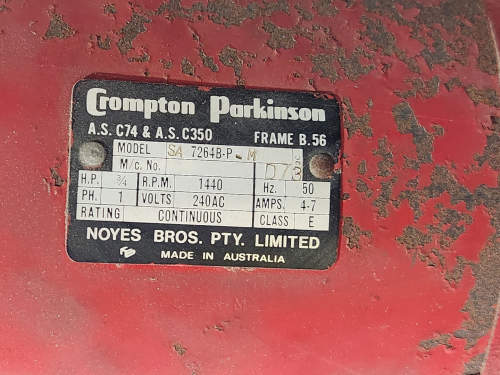 Crompton Parkinson
A.S. C74 & A.S. C350 FRAME B.56
MODEL SA 7264B-P-M
M/c. No. D73
H.P. 3/4 R.P.M. 1440 Hz. 50
PH. 1 VOLTS 240AC AMPS. 4-7
RATING CONTINUOUS CLASS E
NOYES BROS. PTY. LIMITED
MADE IN AUSTRALIA